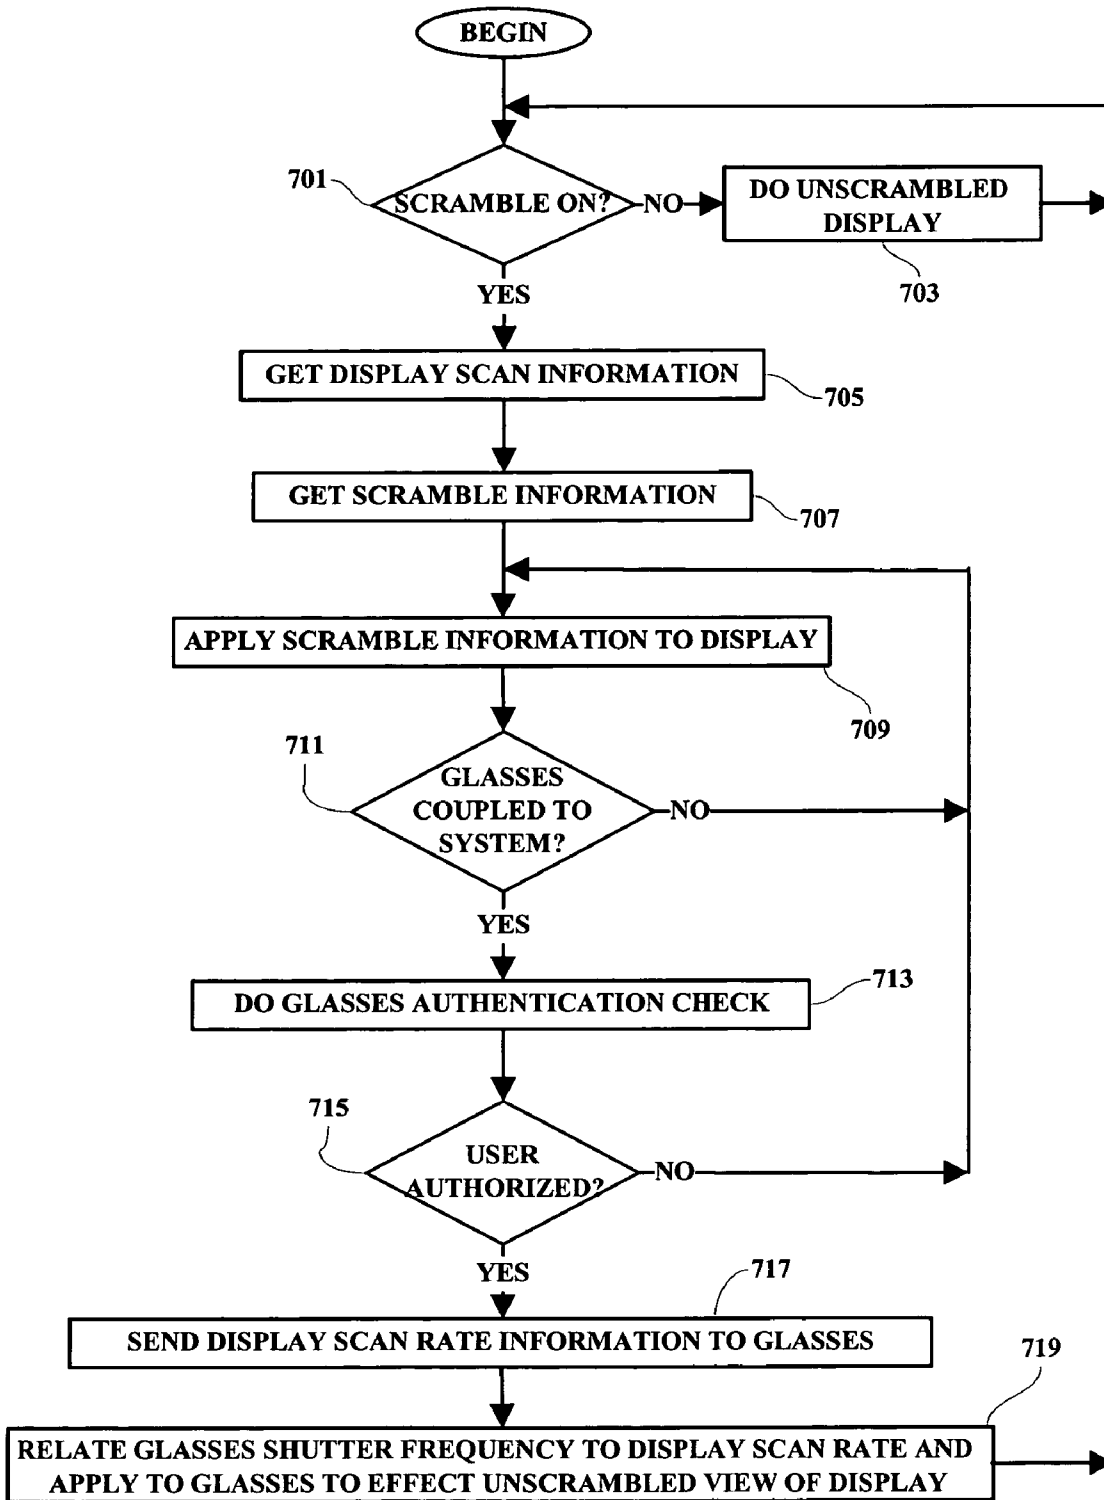 BEGIN
701
SCRAMBLE ON?
NO
DO UNSCRAMBLED
DISPLAY
703
YES
GET DISPLAY SCAN INFORMATION
705
GET SCRAMBLE INFORMATION
707
APPLY SCRAMBLE INFORMATION TO DISPLAY
709
711
GLASSES
COUPLED TO
SYSTEM?
NO
YES
DO GLASSES AUTHENTICATION CHECK
713
715
USER
AUTHORIZED?
NO
YES
717
SEND DISPLAY SCAN RATE INFORMATION TO GLASSES
719
RELATE GLASSES SHUTTER FREQUENCY TO DISPLAY SCAN RATE AND
APPLY TO GLASSES TO EFFECT UNSCRAMBLED VIEW OF DISPLAY